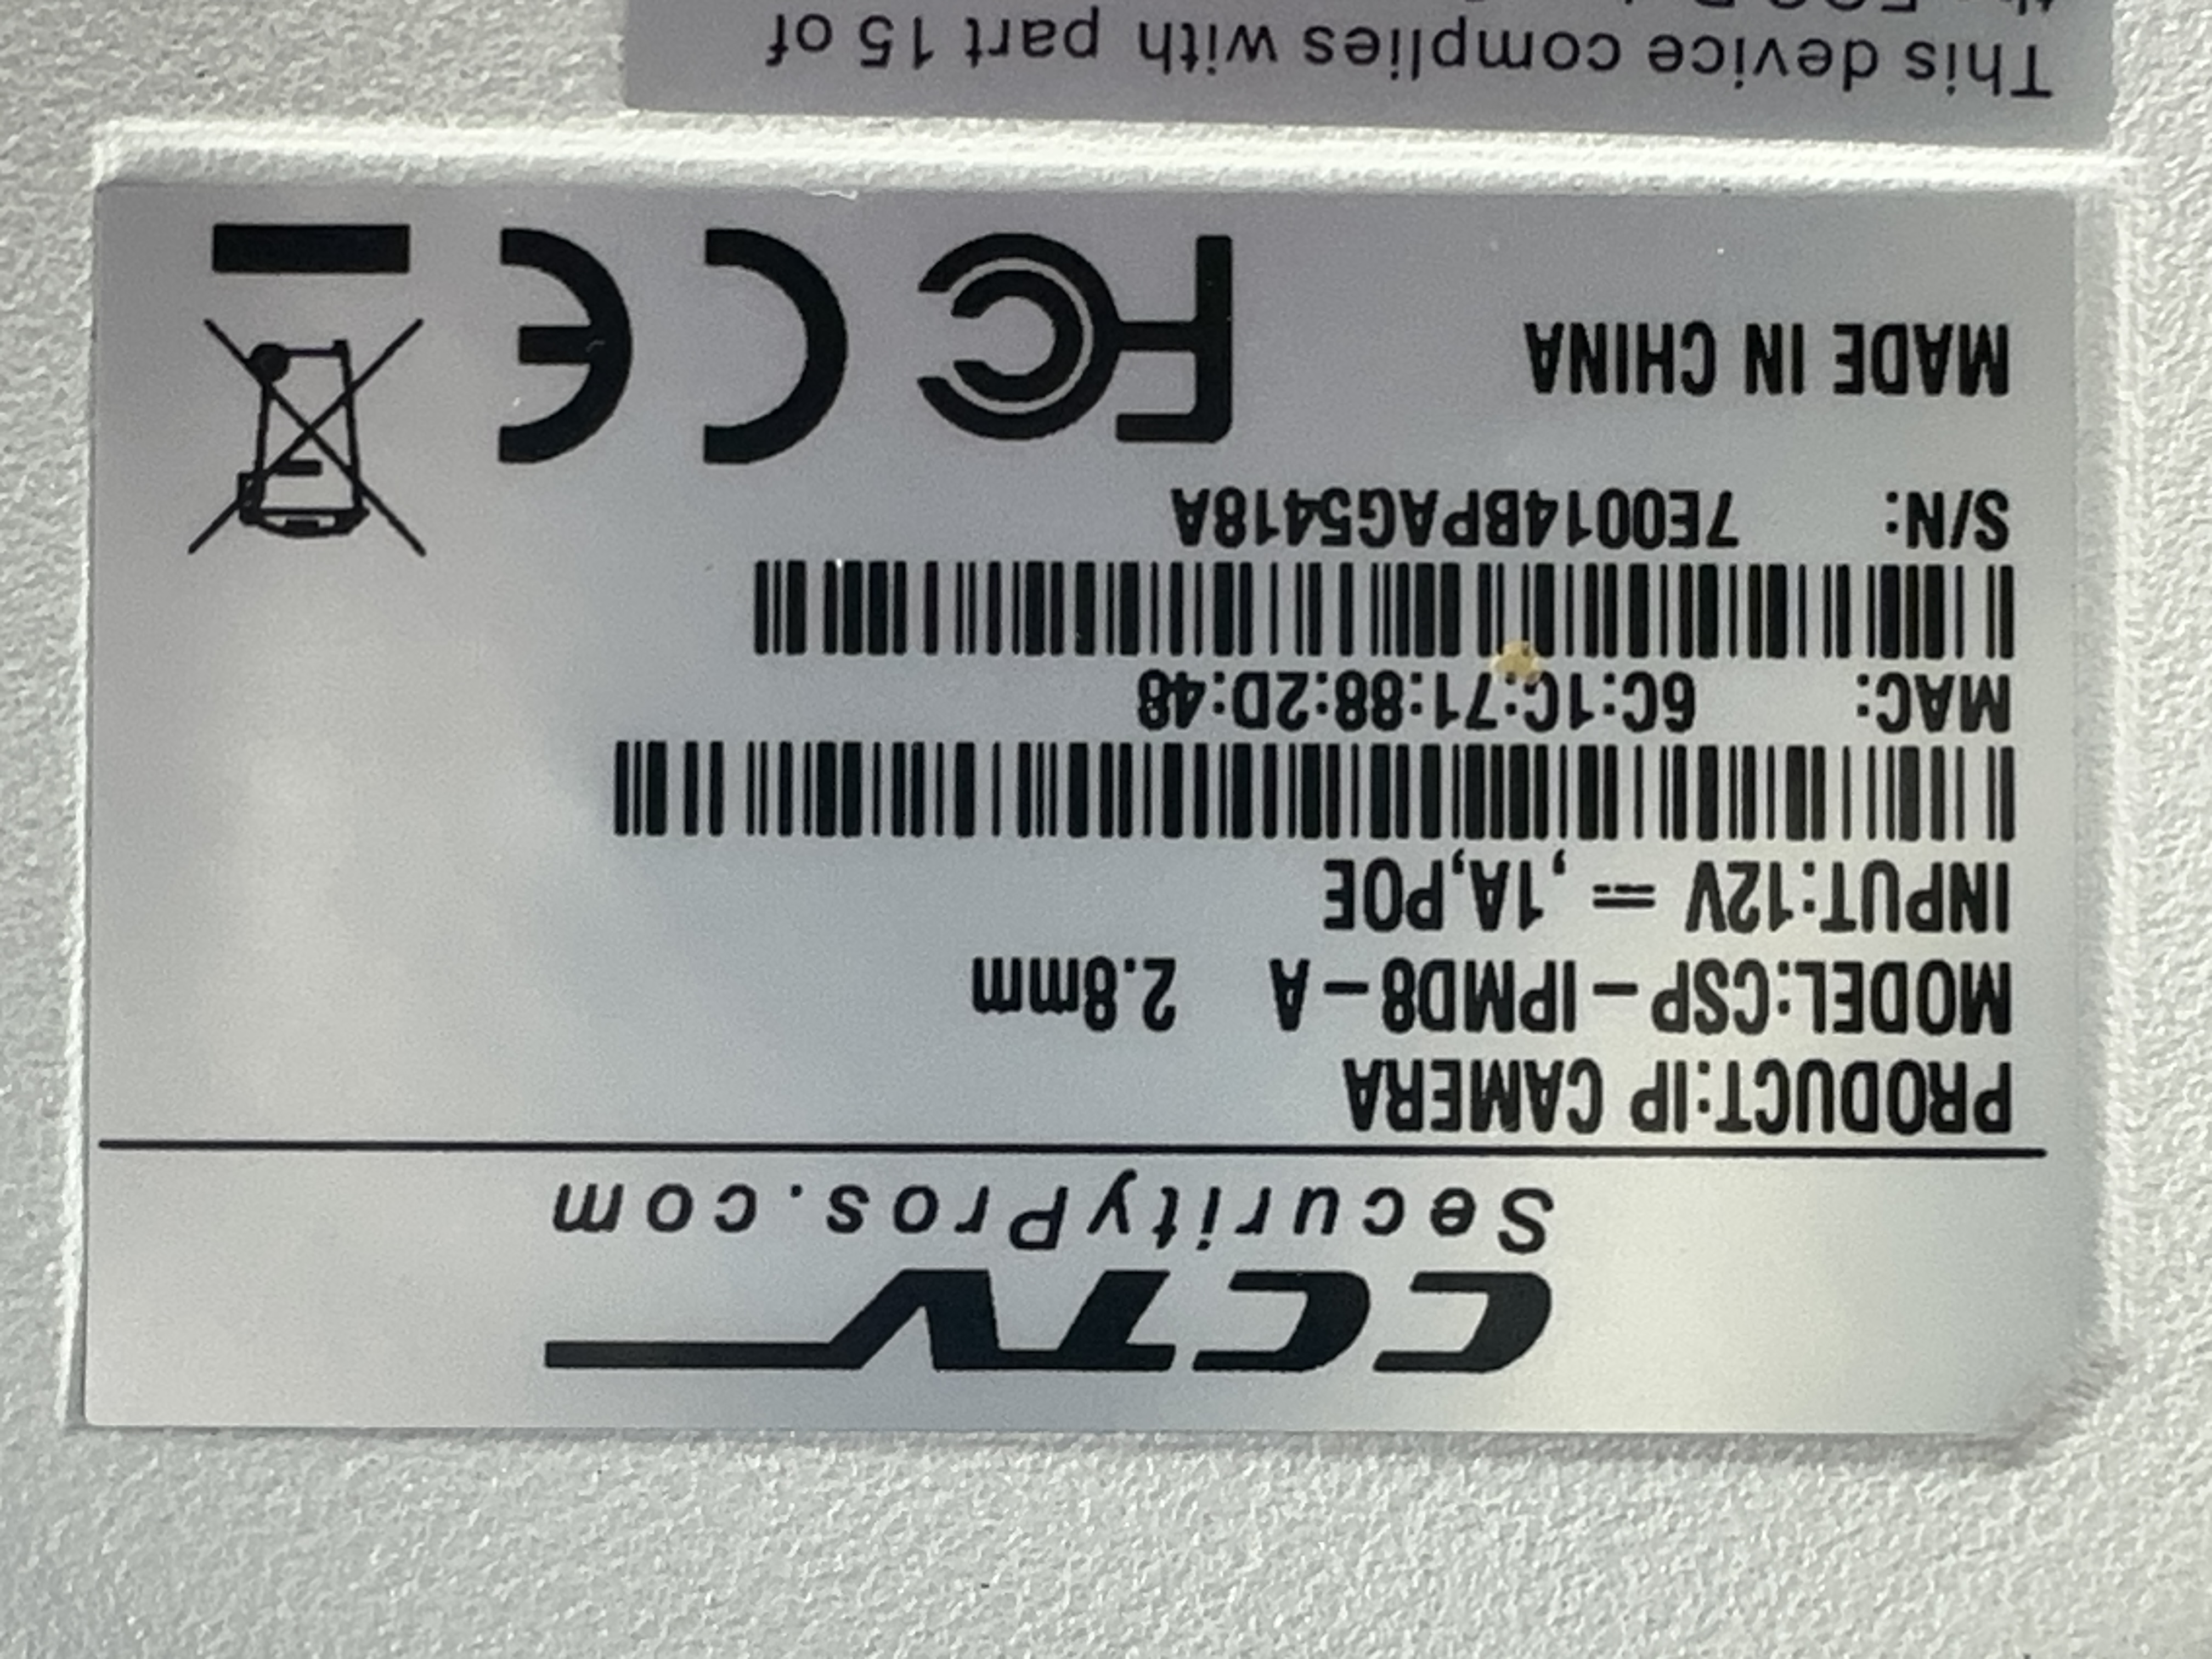 CCTV
SecurityPros.com
PRODUCT:IP CAMERA
MODEL:CSP-IPMD8-A 2.8mm
INPUT:12V ⎓ ,1A,POE
MAC: 6C:1C:71:88:2D:48
S/N: 7E0014BPAG5418A
MADE IN CHINA FC CE
This device complies with part 15 of